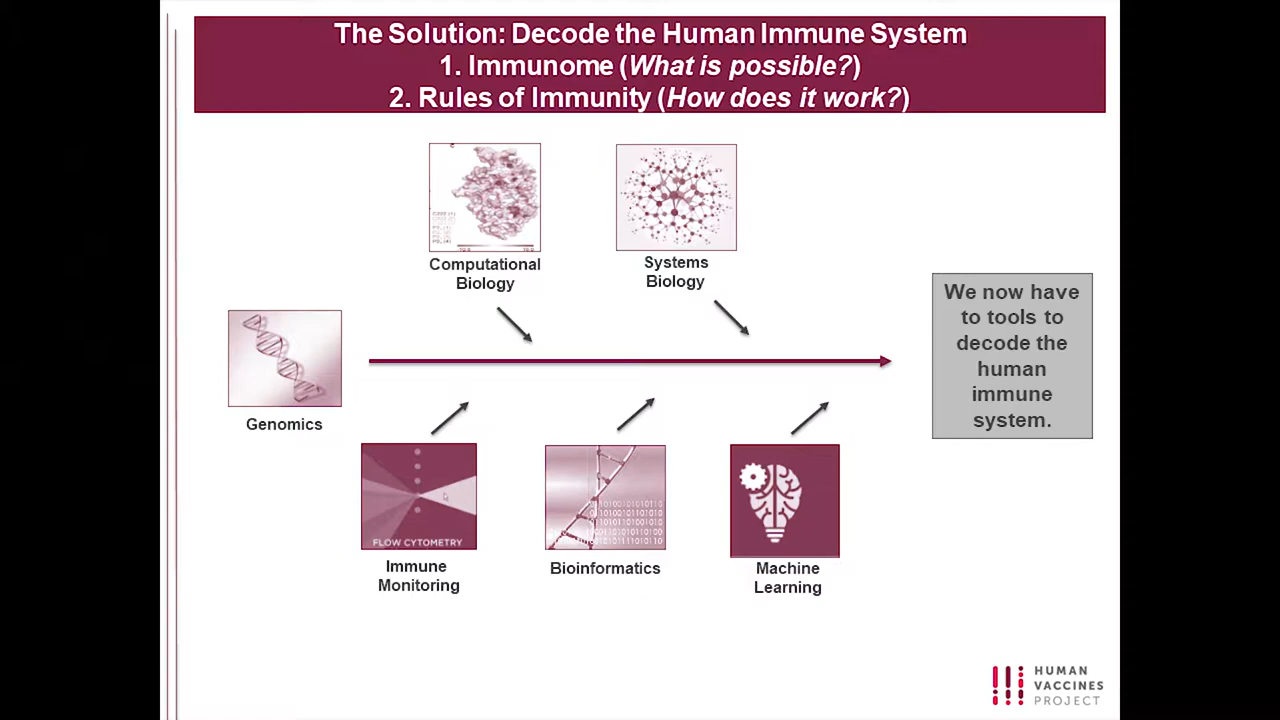 The Solution: Decode the Human Immune System
1. Immunome (What is possible?)
2. Rules of Immunity (How does it work?)
Computational
Biology
Systems
Biology
Genomics
We now have
to tools to
decode the
human
immune
system.
FLOW CYTOMETRY
Immune
Monitoring
Bioinformatics
Machine
Learning
HUMAN
VACCINES
PROJECT